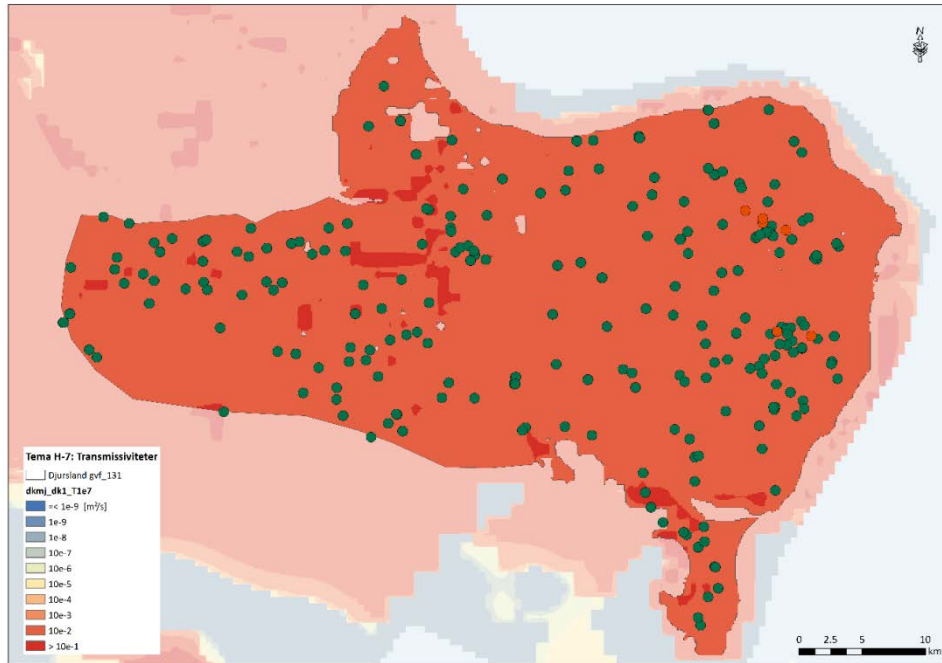 N
Tema H-7: Transmissiviteter
Djursland gvf_131
dkmj_dk1_T1e7
=< 1e-9 [m²/s]
1e-9
1e-8
10e-7
10e-6
10e-5
10e-4
10e-3
10e-2
> 10e-1
0 2.5 5 10
km